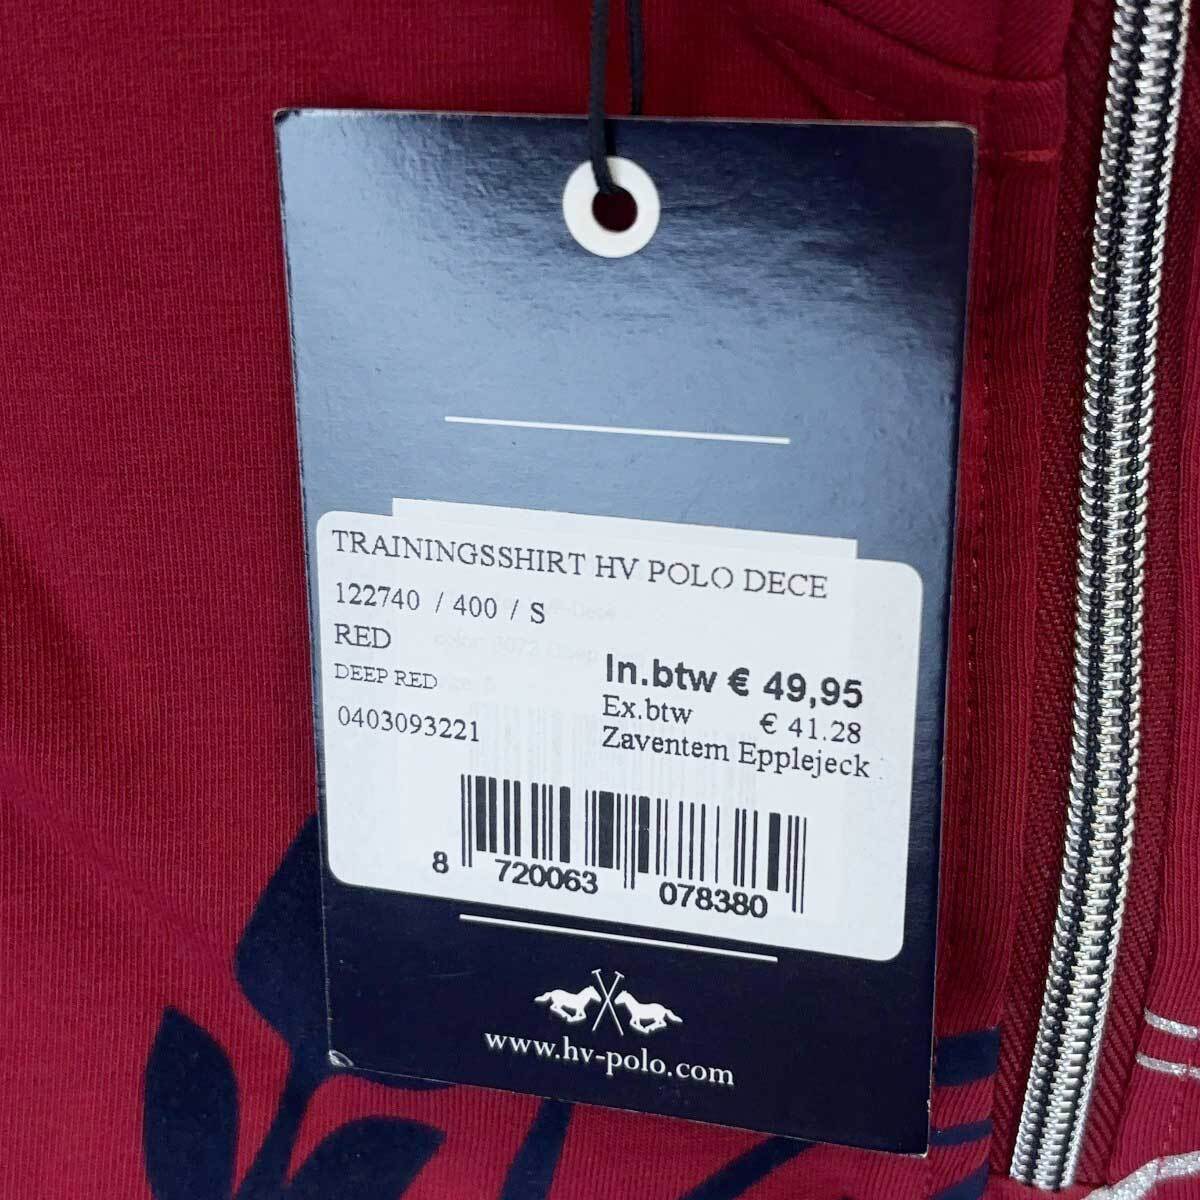 TRAININGSSHIRT HV POLO DECE
122740 / 400 / S
RED
DEEP RED
0403093221
In.btw € 49,95
Ex.btw € 41.28
Zaventem Epplejeck
8 720063 078380
www.hv-polo.com